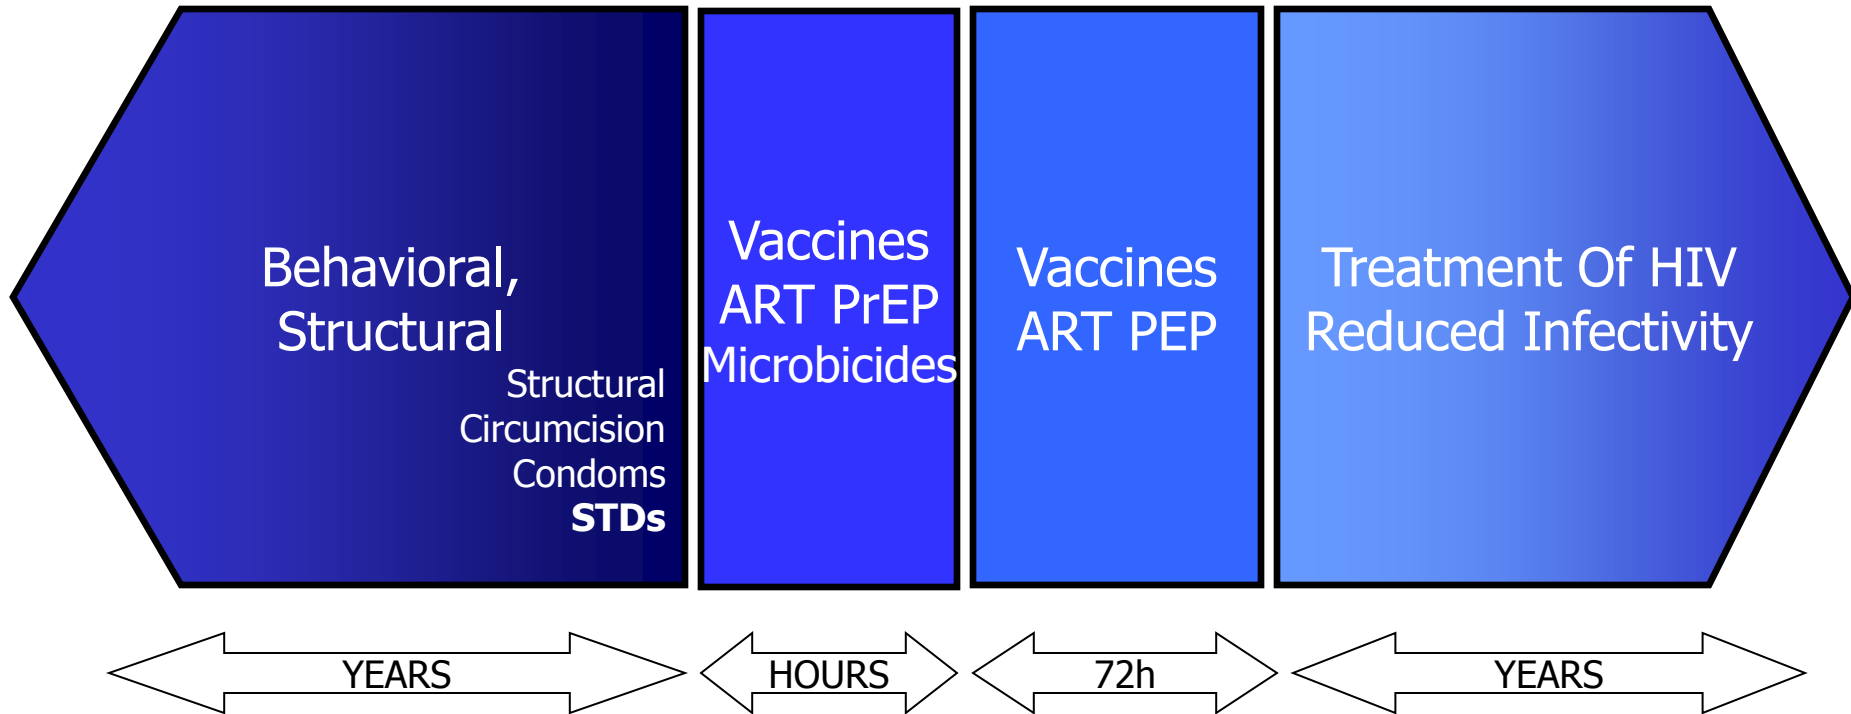 Behavioral,
Structural
Structural
Circumcision
Condoms
STDs
Vaccines
ART PrEP
Microbicides
Vaccines
ART PEP
Treatment Of HIV
Reduced Infectivity
YEARS
HOURS
72h
YEARS